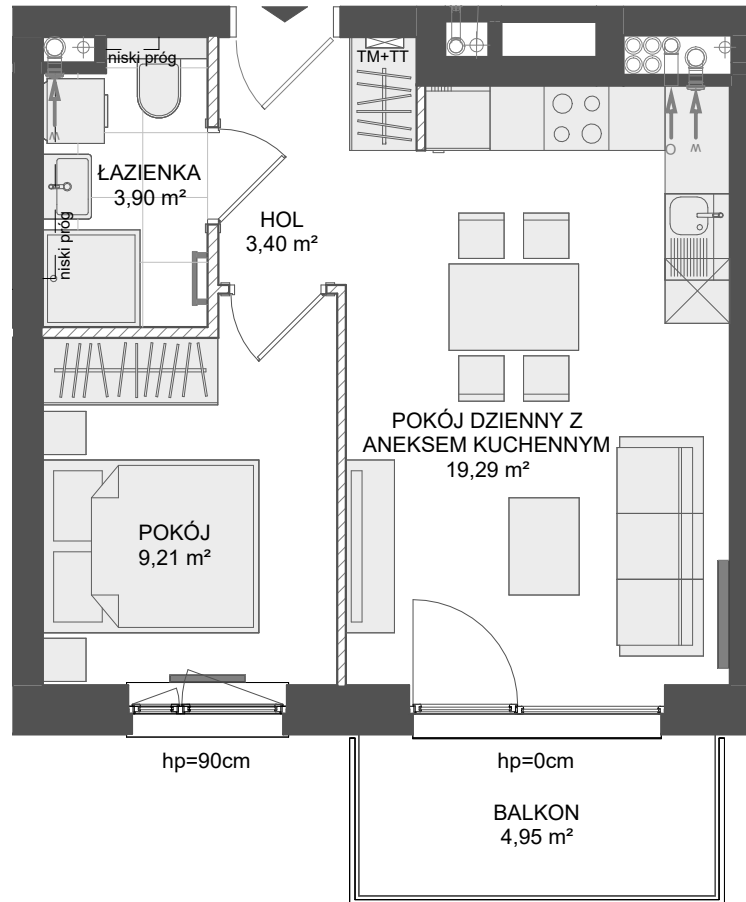 niski próg
TM+TT
ŁAZIENKA
3,90 m²
HOL
3,40 m²
niski próg
W
O
W
POKÓJ DZIENNY Z
ANEKSEM KUCHENNYM
19,29 m²
POKÓJ
9,21 m²
hp=90cm
hp=0cm
BALKON
4,95 m²